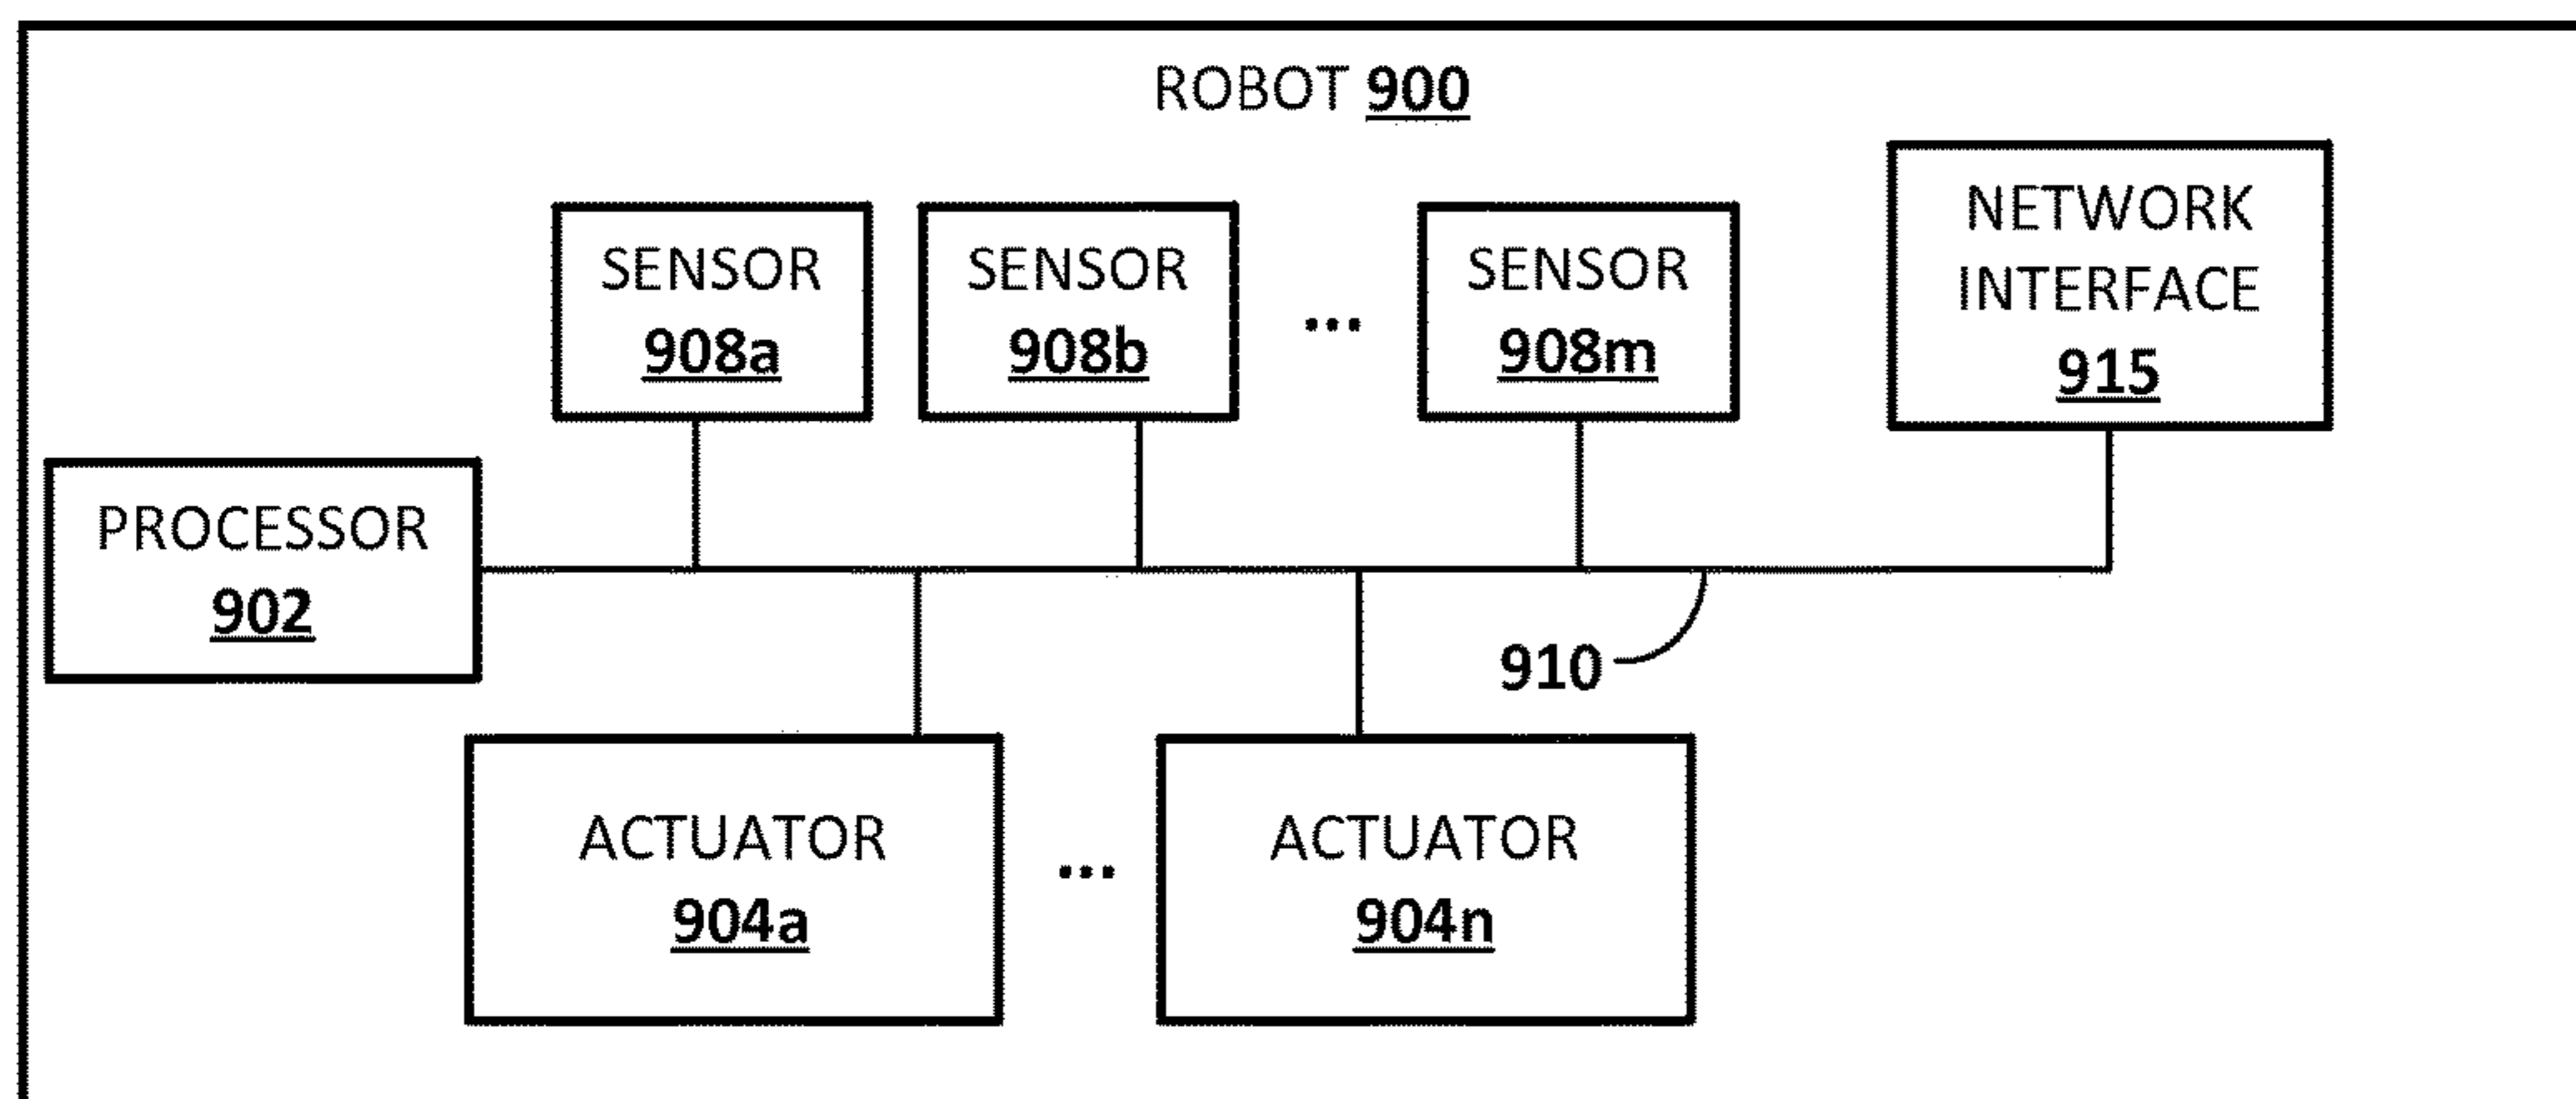 ROBOT 900
SENSOR
908a
SENSOR
908b
...
SENSOR
908m
NETWORK
INTERFACE
915
PROCESSOR
902
910
ACTUATOR
904a
...
ACTUATOR
904n